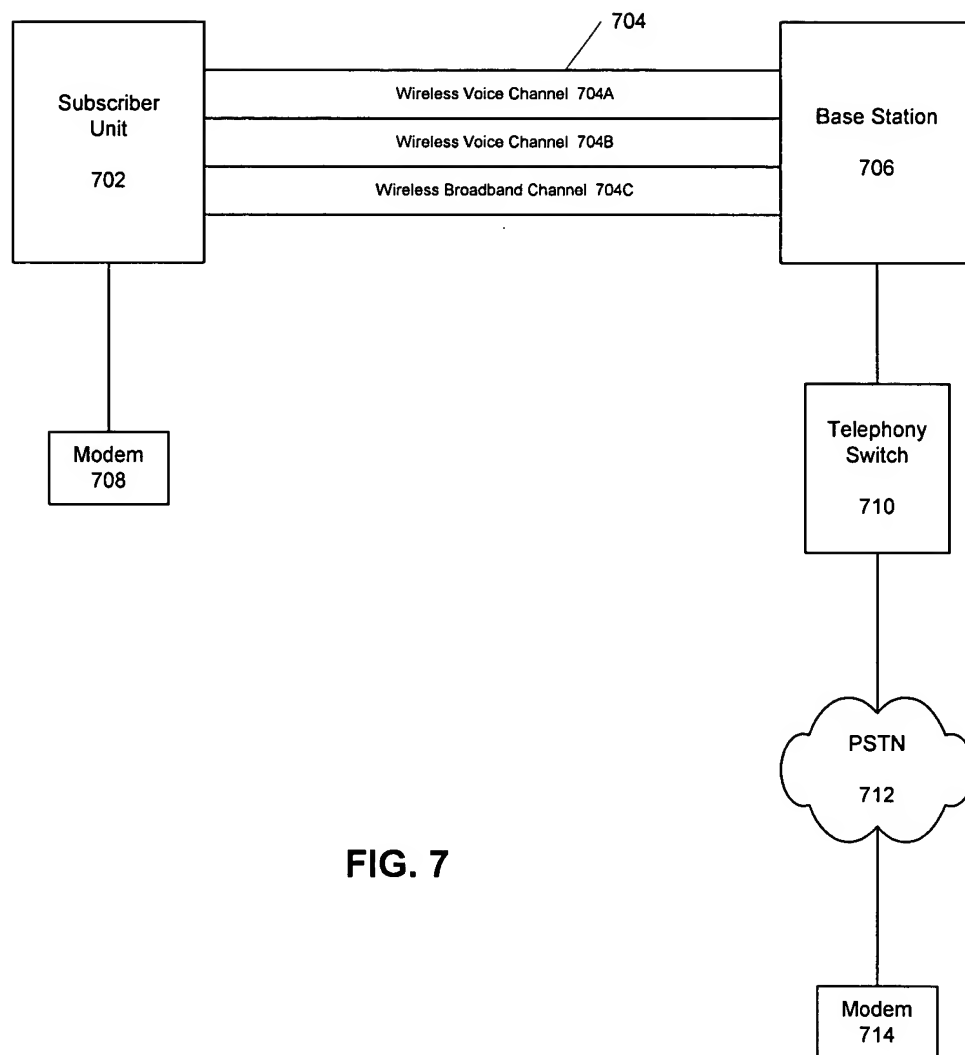 704
Subscriber
Unit
702
Wireless Voice Channel 704A
Wireless Voice Channel 704B
Wireless Broadband Channel 704C
Base Station
706
Modem
708
Telephony
Switch
710
PSTN
712
FIG. 7
Modem
714